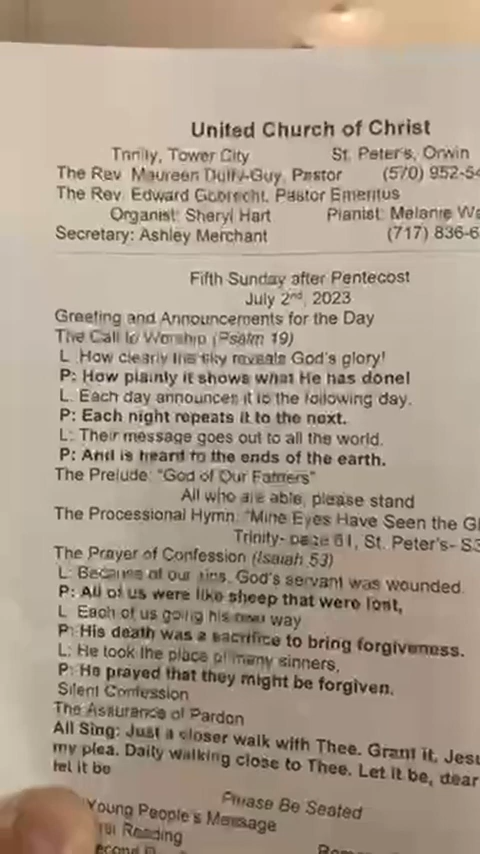 United Church of Christ
Trinity, Tower City St. Peter's, Orwin
The Rev. Maureen Duffy-Guy, Pastor (570) 952-54
The Rev. Edward Gobrecht, Pastor Emeritus
Organist: Sheryl Hart Pianist: Melanie
Secretary: Ashley Merchant (717) 836-6
Fifth Sunday after Pentecost
July 2nd, 2023
Greeting and Announcements for the Day
The Call to Worship (Psalm 19)
L. How clearly the sky reveals God's glory!
P: How plainly it shows what He has done!
L. Each day announces it to the following day.
P: Each night repeats it to the next.
L: Their message goes out to all the world.
P: And is heard to the ends of the earth.
The Prelude: "God of Our Fathers"
All who are able, please stand
The Processional Hymn: "Mine Eyes Have Seen the Gl
Trinity- page 61, St. Peter's- S3
The Prayer of Confession (Isaiah 53)
L: Because of our sins, God's servant was wounded.
P: All of us were like sheep that were lost,
L Each of us going his own way
P: His death was a sacrifice to bring forgiveness.
L: He took the place of many sinners,
P: He prayed that they might be forgiven.
Silent Confession
The Assurance of Pardon
All Sing: Just a closer walk with Thee. Grant it, Jesu
my plea. Daily walking close to Thee. Let it be, dear
let it be
Please Be Seated
Young People's Message
Reading